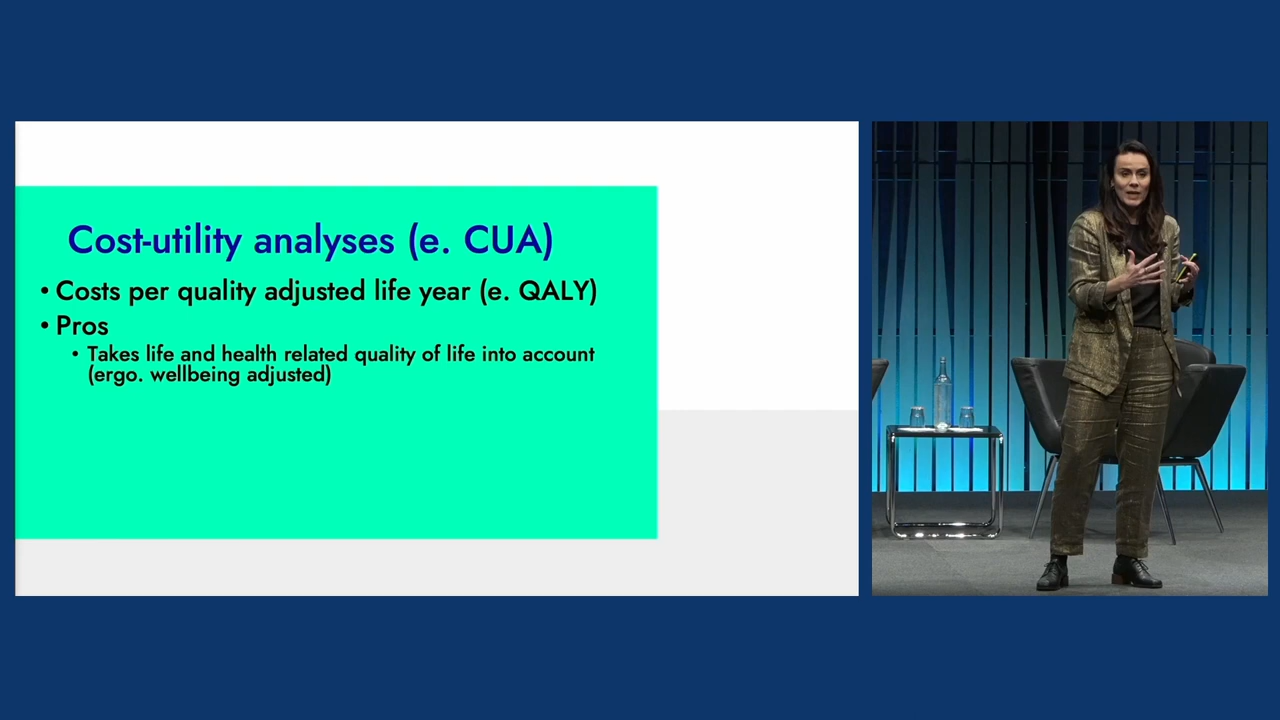 Cost-utility analyses (e. CUA)
• Costs per quality adjusted life year (e. QALY)
• Pros
• Takes life and health related quality of life into account
(ergo. wellbeing adjusted)